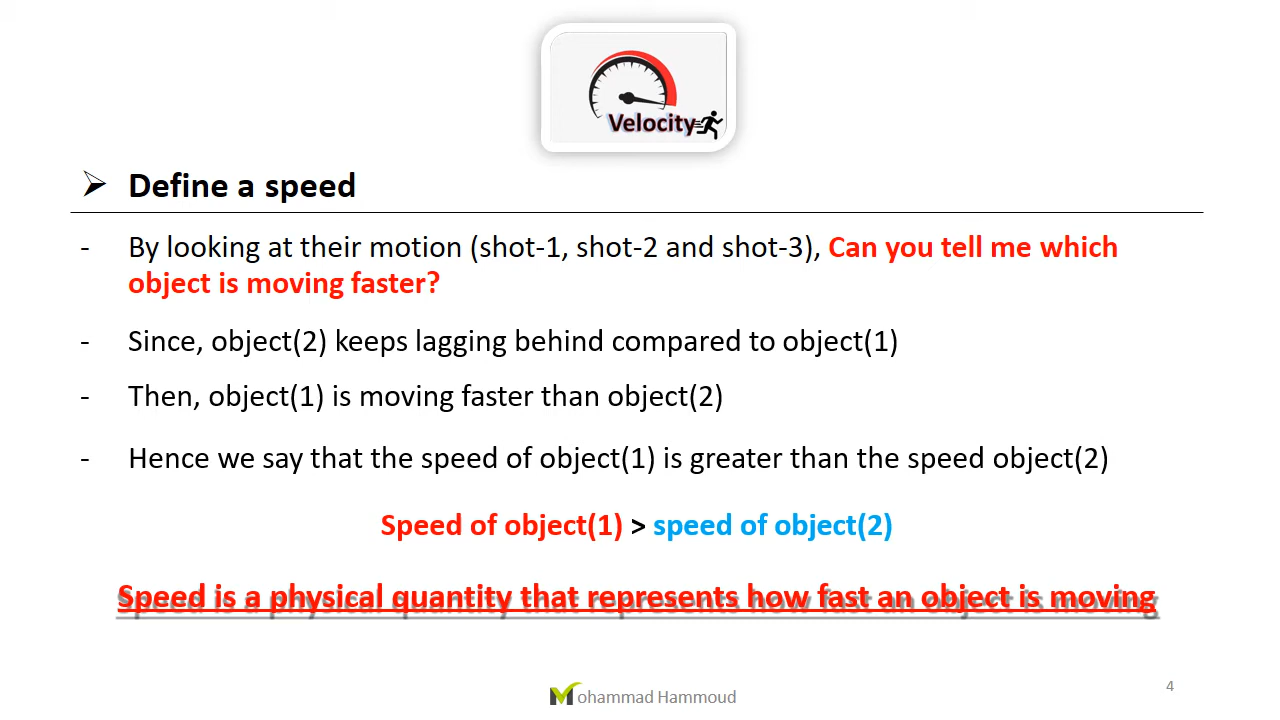 Velocity
➢ Define a speed
- By looking at their motion (shot-1, shot-2 and shot-3), Can you tell me which
object is moving faster?
- Since, object(2) keeps lagging behind compared to object(1)
- Then, object(1) is moving faster than object(2)
- Hence we say that the speed of object(1) is greater than the speed object(2)
Speed of object(1) > speed of object(2)
Speed is a physical quantity that represents how fast an object is moving
Mohammad Hammoud
4